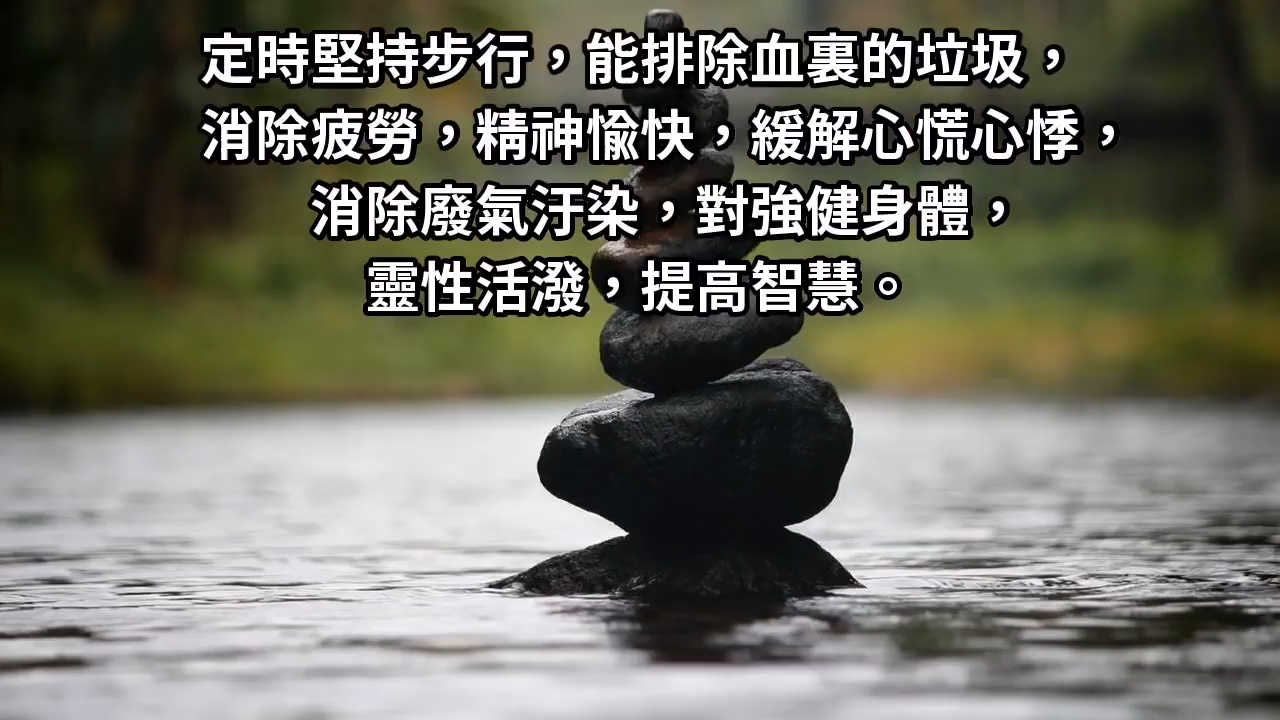 定時堅持步行，能排除血裏的垃圾，
消除疲勞，精神愉快，緩解心慌心悸，
消除廢氣汙染，對強健身體，
靈性活潑，提高智慧。